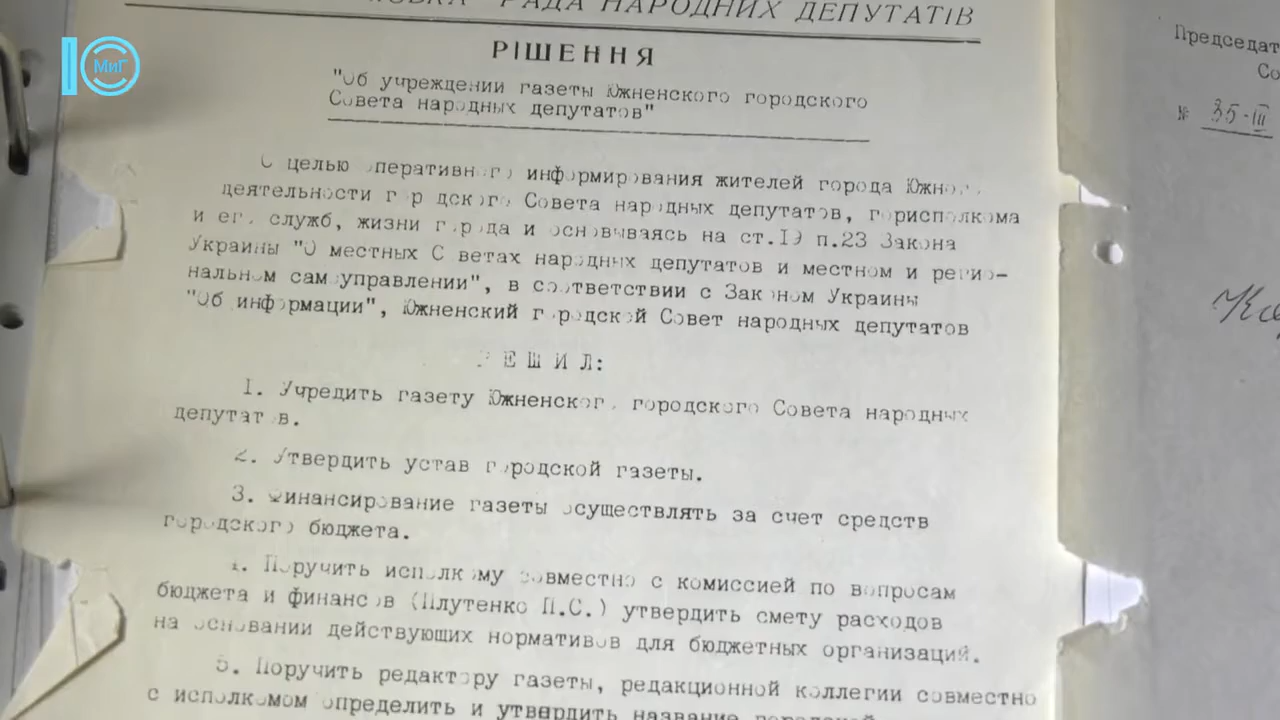 МиГ
РАДА НАРОДНИХ ДЕПУТАТІВ
РІШЕННЯ
"Об учреждении газеты Южненского городского
Совета народных депутатов"
С целью оперативного информирования жителей города Южного
деятельности городского Совета народных депутатов, горисполкома
и его служб, жизни города и основываясь на ст.19 п.23 Закона
Украины "О местных Советах народных депутатов и местном и регио-
нальном самоуправлении", в соответствии с Законом Украины
"Об информации", Южненский городской Совет народных депутатов
РЕШИЛ:
1. Учредить газету Южненского городского Совета народных
депутатов.
2. Утвердить устав городской газеты.
3. Финансирование газеты осуществлять за счет средств
городского бюджета.
4. Поручить исполкому совместно с комиссией по вопросам
бюджета и финансов (Плутенко П.С.) утвердить смету расходов
на основании действующих нормативов для бюджетных организаций.
5. Поручить редактору газеты, редакционной коллегии совместно
с исполкомом определить и утвердить название городской
Председат
Со
№ 35-III